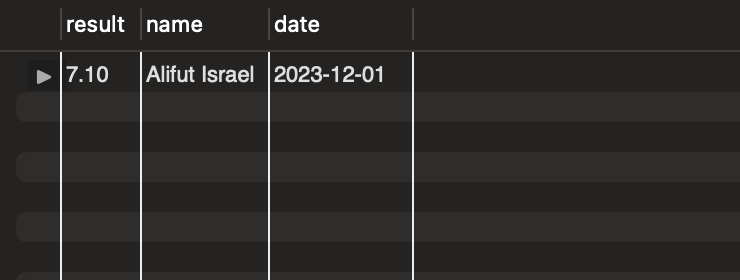 result name date
7.10 Alifut Israel 2023-12-01